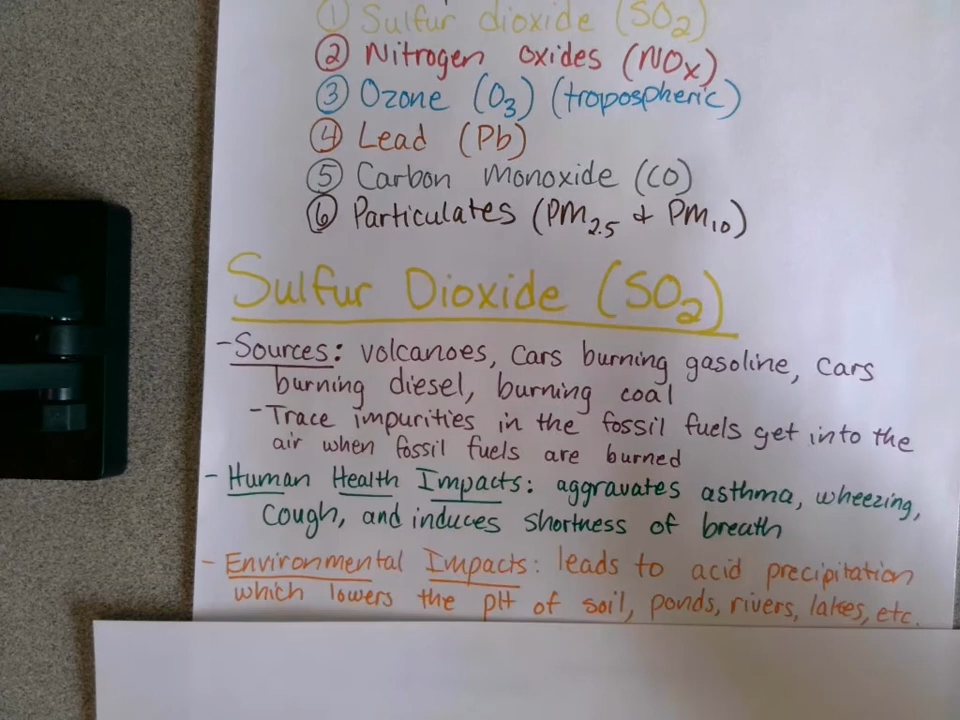 ① Sulfur dioxide (SO₂)
② Nitrogen oxides (NOx)
③ Ozone (O₃) (tropospheric)
④ Lead (Pb)
⑤ Carbon Monoxide (CO)
⑥ Particulates (PM₂.₅ + PM₁₀)
Sulfur Dioxide (SO₂)
- Sources: volcanoes, cars burning gasoline, cars
burning diesel, burning coal
- Trace impurities in the fossil fuels get into the
air when fossil fuels are burned
- Human Health Impacts: aggravates asthma, wheezing,
cough, and induces shortness of breath
- Environmental Impacts: leads to acid precipitation
which lowers the pH of soil, ponds, rivers, lakes, etc.